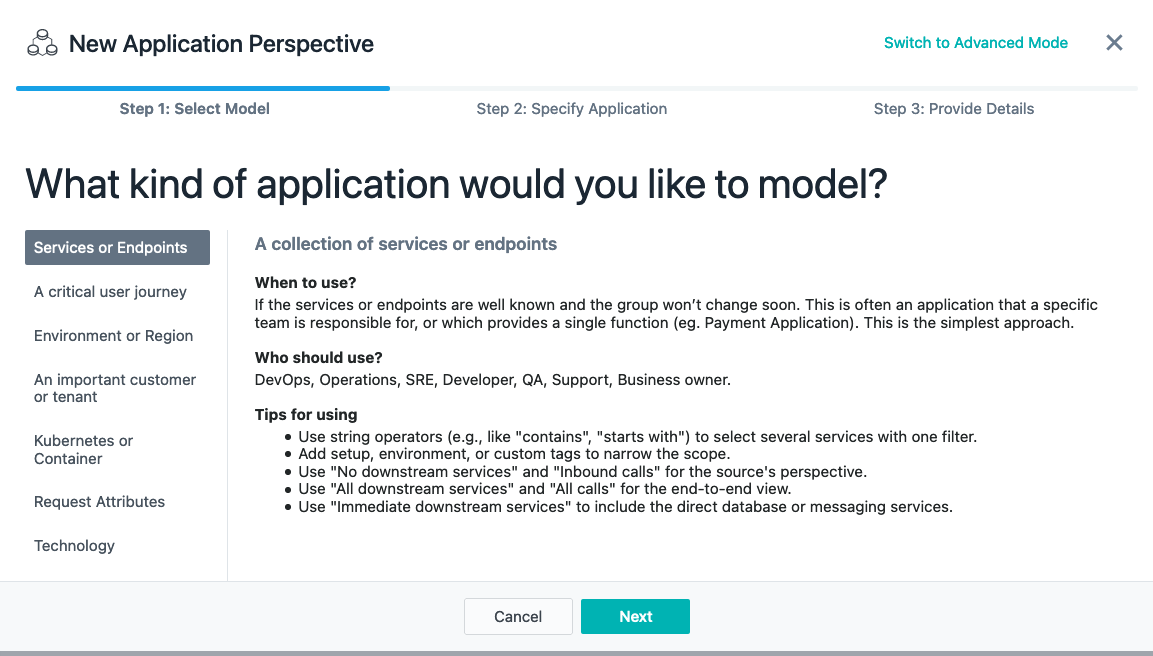 New Application Perspective
Switch to Advanced Mode
Step 1: Select Model
Step 2: Specify Application
Step 3: Provide Details
What kind of application would you like to model?
Services or Endpoints
A critical user journey
Environment or Region
An important customer
or tenant
Kubernetes or
Container
Request Attributes
Technology
A collection of services or endpoints
When to use?
If the services or endpoints are well known and the group won’t change soon. This is often an application that a specific
team is responsible for, or which provides a single function (eg. Payment Application). This is the simplest approach.
Who should use?
DevOps, Operations, SRE, Developer, QA, Support, Business owner.
Tips for using
• Use string operators (e.g., like "contains", "starts with") to select several services with one filter.
• Add setup, environment, or custom tags to narrow the scope.
• Use "No downstream services" and "Inbound calls" for the source's perspective.
• Use "All downstream services" and "All calls" for the end-to-end view.
• Use "Immediate downstream services" to include the direct database or messaging services.
Cancel
Next